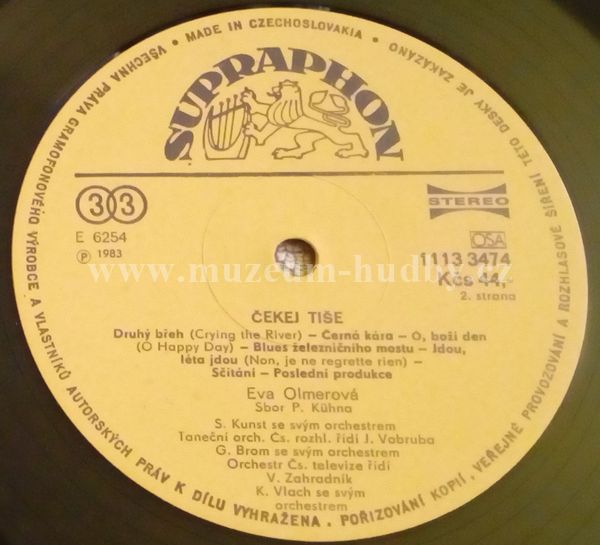 VŠECHNA PRÁVA GRAMOFONOVÉHO VÝROBCE A VLASTNÍKŮ AUTORSKÝCH PRÁV K DÍLU VYHRAŽENA . POŘIZOVÁNÍ KOPIÍ, VEŘEJNÉ PROVOZOVÁNÍ A ROZHLASOVÉ ŠÍŘENÍ TÉTO DESKY JE ZAKÁZÁNO • MADE IN CZECHOSLOVAKIA •
SUPRAPHON
33
STEREO
E 6254
OSA
Ⓟ 1983
1113 3474
Kčs 44,-
2. strana
www.muzeum-hudby.cz
ČEKEJ TIŠE
Druhý břeh (Crying the River) – Černá kára – Ó, boží den
(O Happy Day) – Blues železničního mostu – Jdou,
léta jdou (Non, je ne regrette rien) –
Sčítání – Poslední produkce
Eva Olmerová
Sbor P. Kühna
S. Kunst se svým orchestrem
Taneční orch. Čs. rozhl. řídí J. Vobruba
G. Brom se svým orchestrem
Orchestr Čs. televize řídí
V. Zahradník
K. Vlach se svým
orchestrem